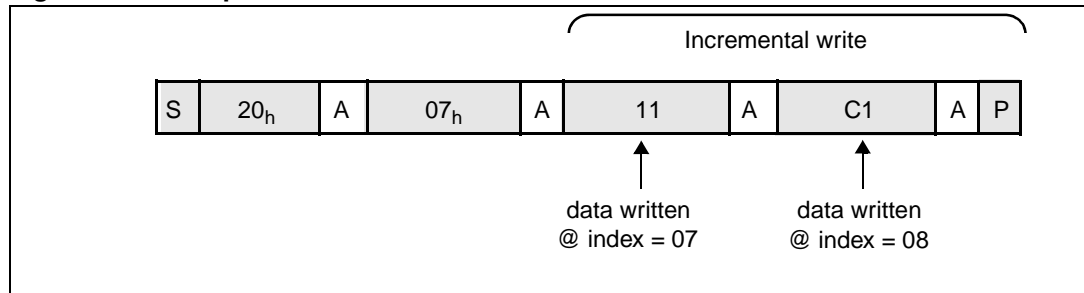 Incremental write
S 20h A 07h A 11 A C1 A P
data written data written
@ index = 07 @ index = 08